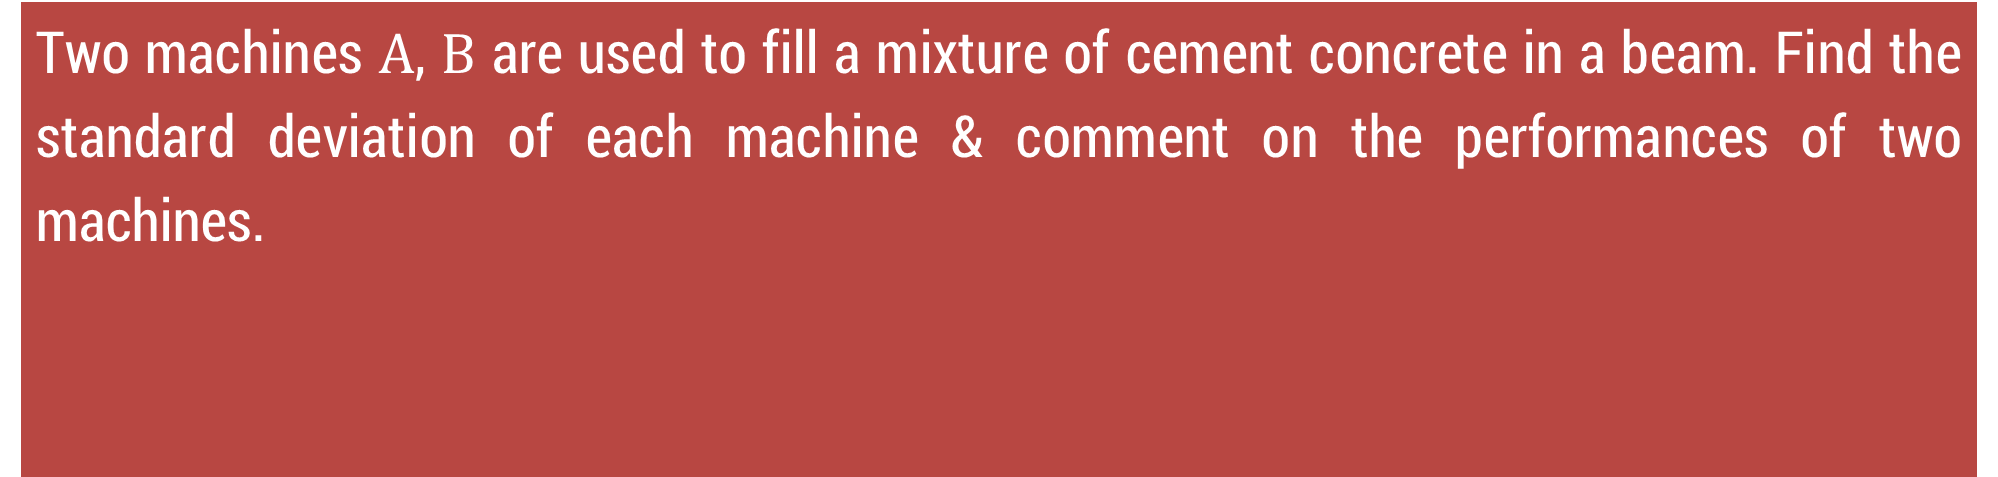 Two machines A, B are used to fill a mixture of cement concrete in a beam. Find the
standard deviation of each machine & comment on the performances of two
machines.